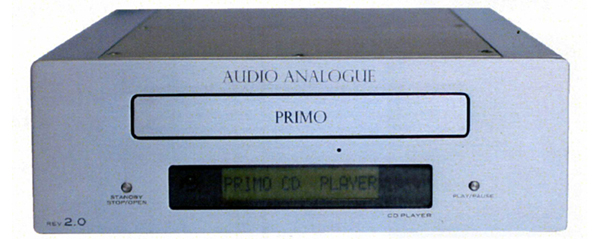 AUDIO ANALOGUE
PRIMO
PRIMO CD PLAYER
STANDBY
STOP/OPEN
PLAY/PAUSE
REV 2.0
CD PLAYER